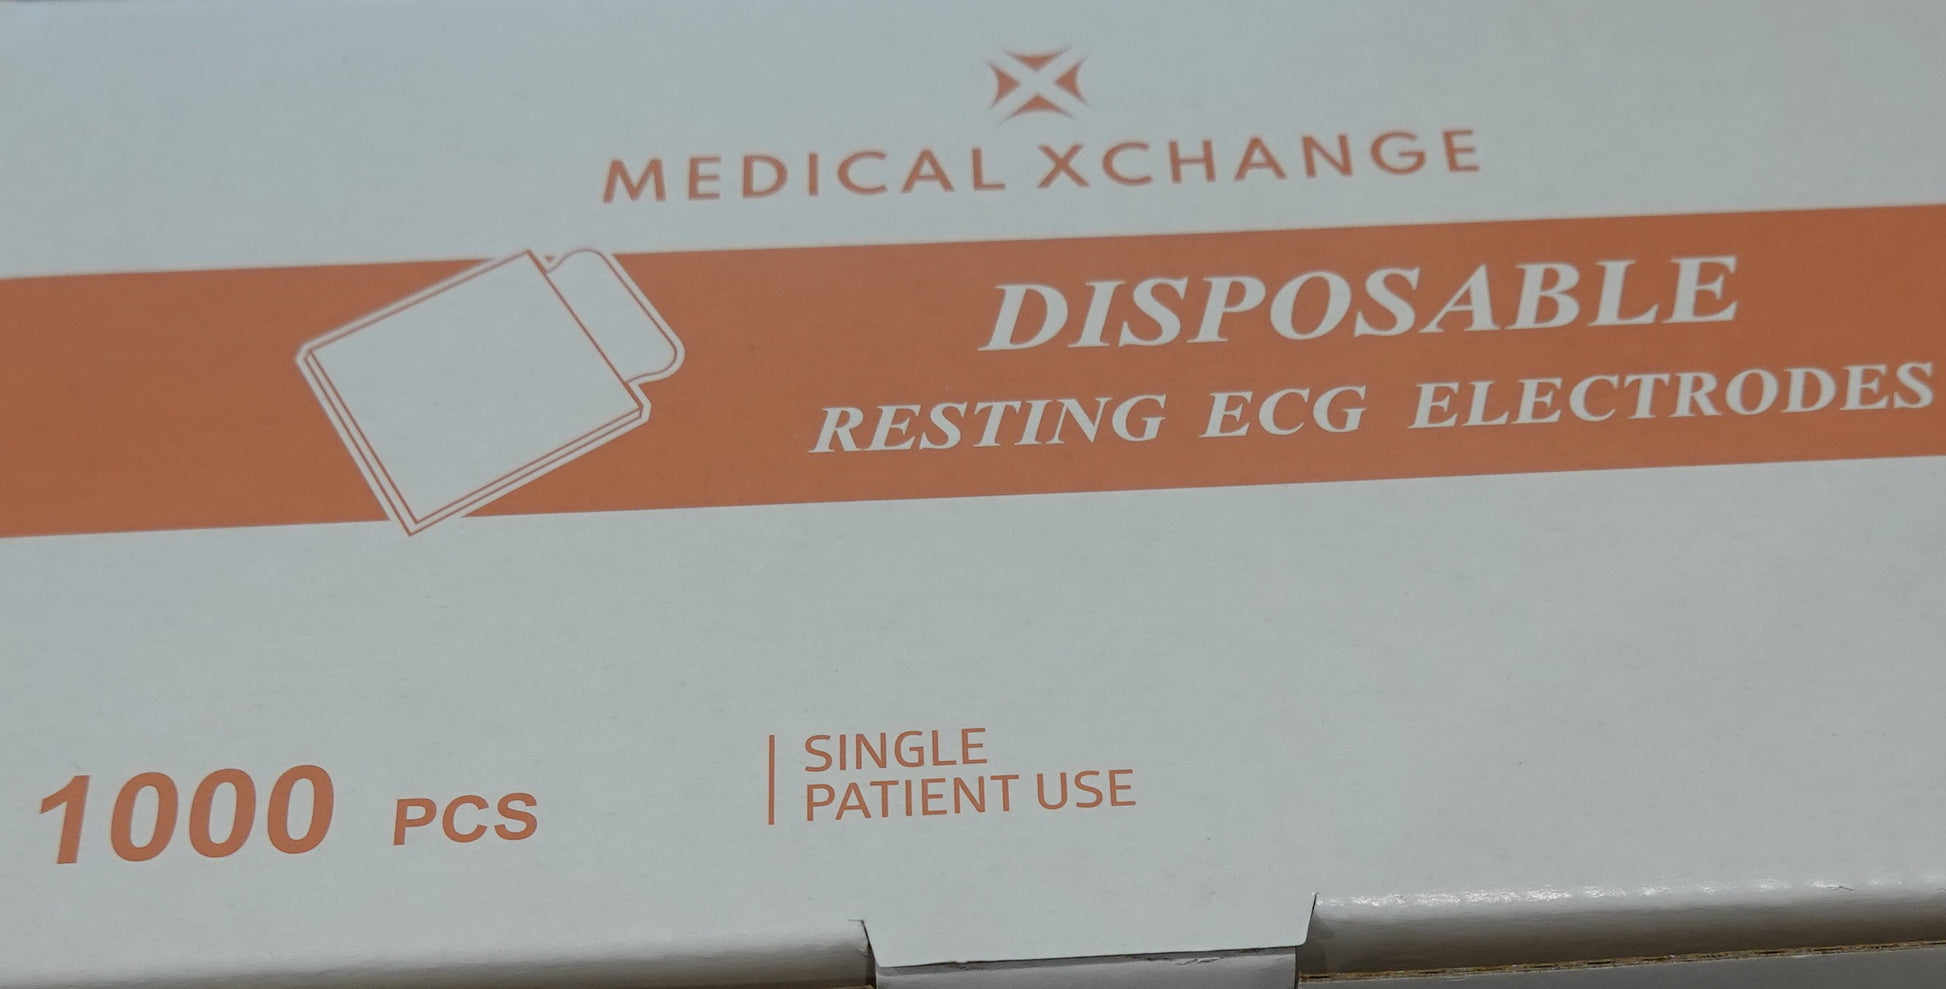 MEDICAL XCHANGE
DISPOSABLE
RESTING ECG ELECTRODES
1000 PCS
SINGLE
PATIENT USE